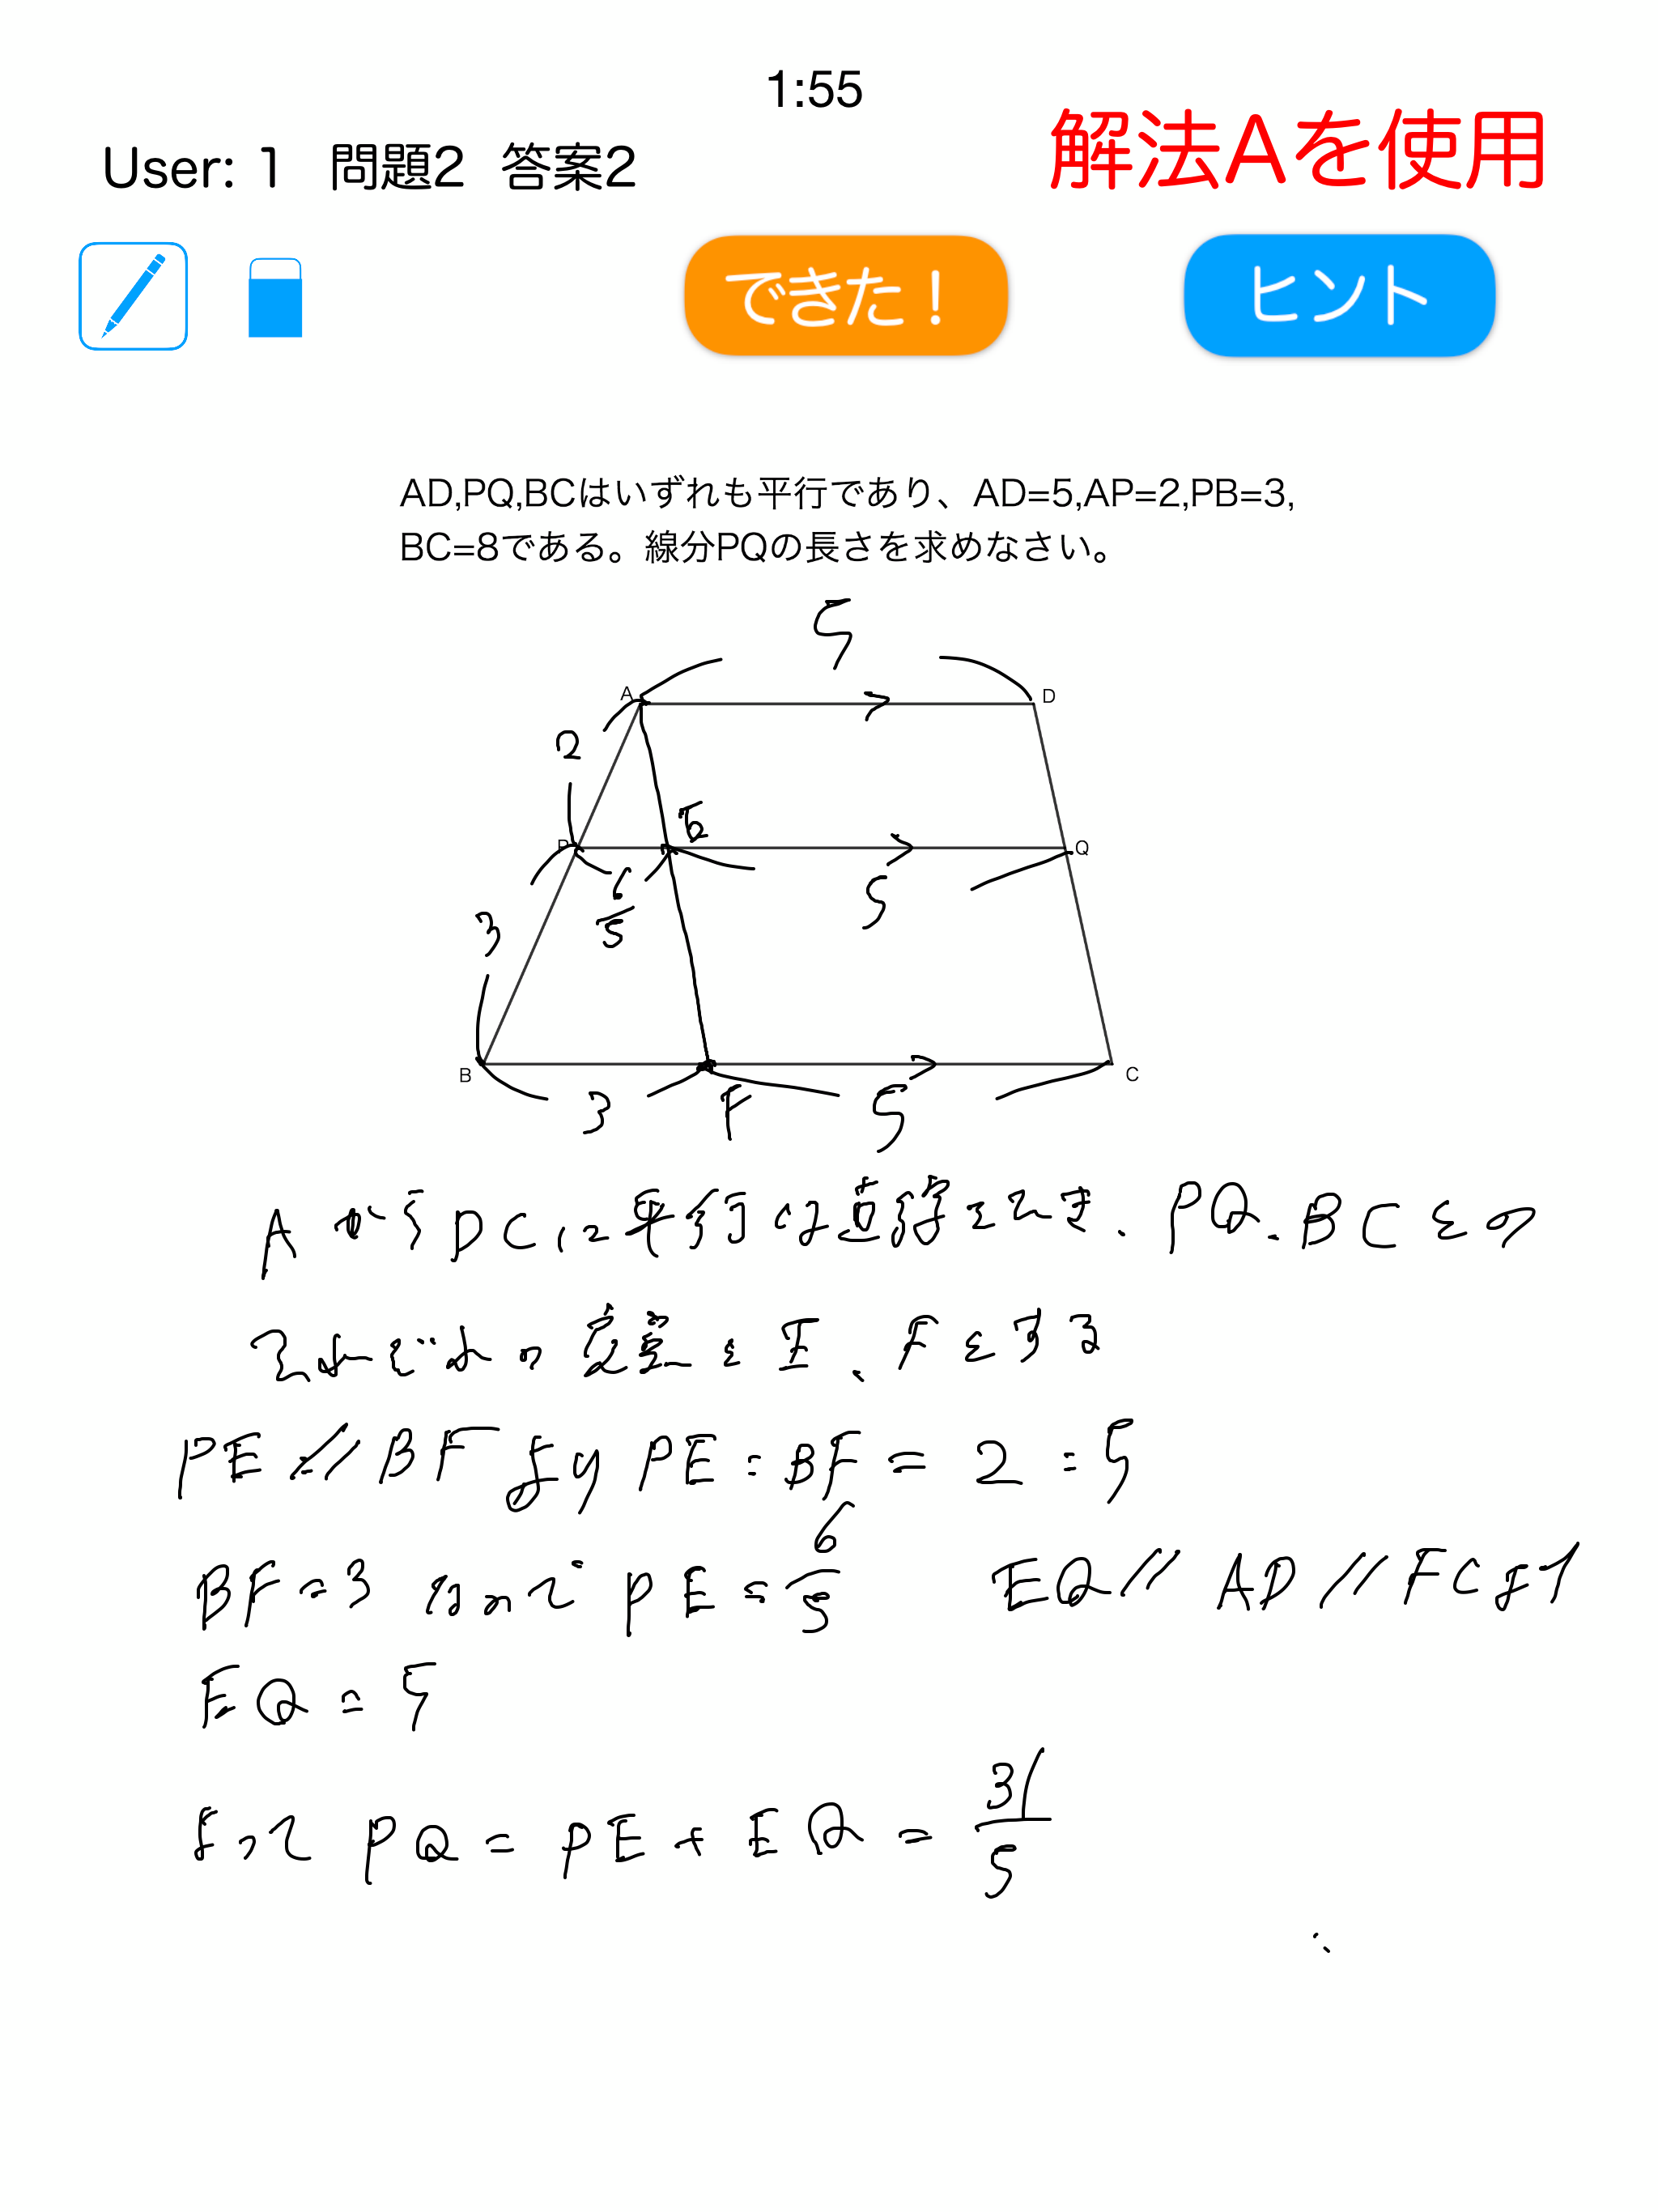 1:55
User: 1 問題2 答案2
解法Aを使用
できた！
ヒント
AD,PQ,BCはいずれも平行であり、AD=5,AP=2,PB=3,
BC=8である。線分PQの長さを求めなさい。
5
A
D
2
E
P
Q
6/5
5
3
B
C
3
F
5
AからDCに平行な直線をひき、PQ、BCとの
それぞれの交点をE、Fとする
PE//BFより PE:BF=2:5
BF=3なので PE=6/5 EQ//AD//FCより
EQ=5
よって PQ=PE+EQ=31/5